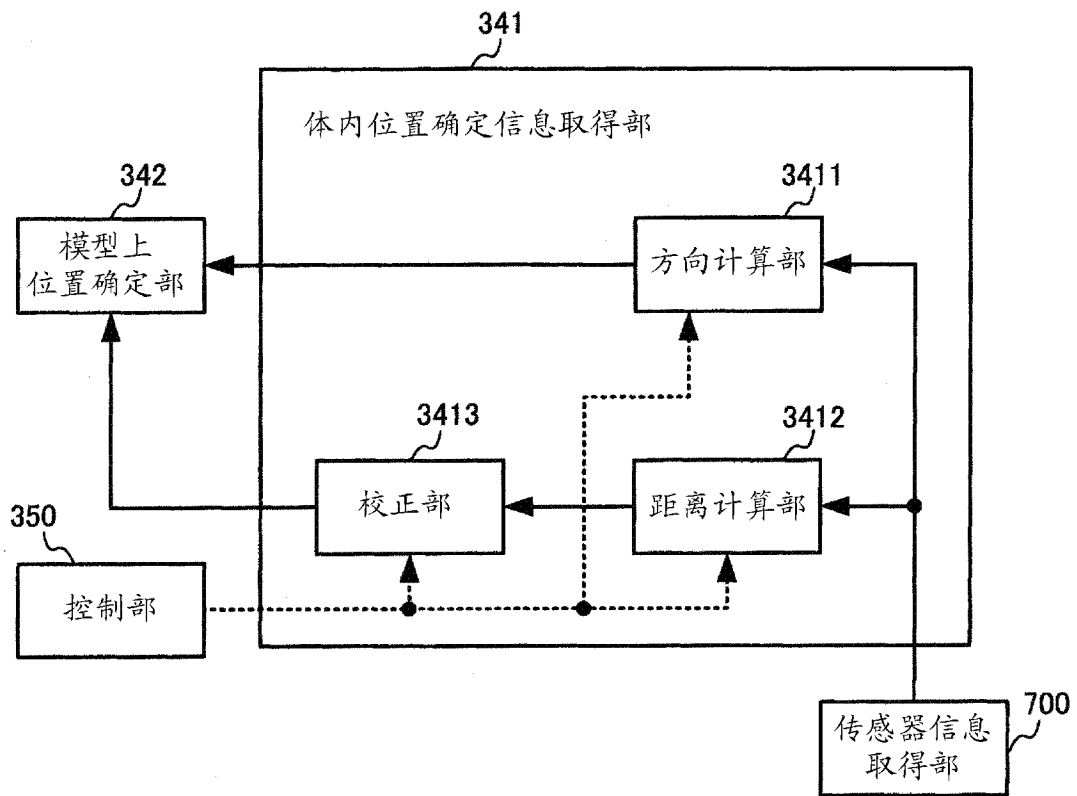 341
体内位置确定信息取得部
342
模型上
位置确定部
3411
方向计算部
3413
校正部
3412
距离计算部
350
控制部
700
传感器信息
取得部